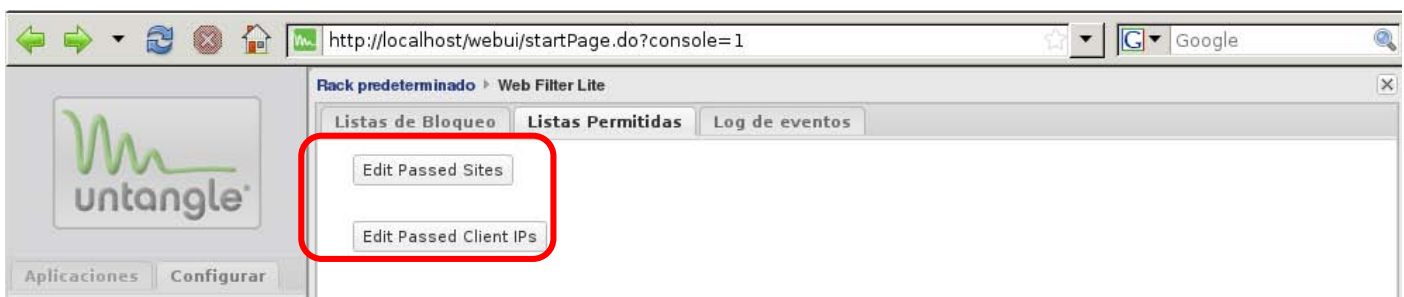 http://localhost/webui/startPage.do?console=1
G Google
Rack predeterminado Web Filter Lite
Listas de Bloqueo Listas Permitidas Log de eventos
Edit Passed Sites
untangle
Edit Passed Client IPs
Aplicaciones Configurar